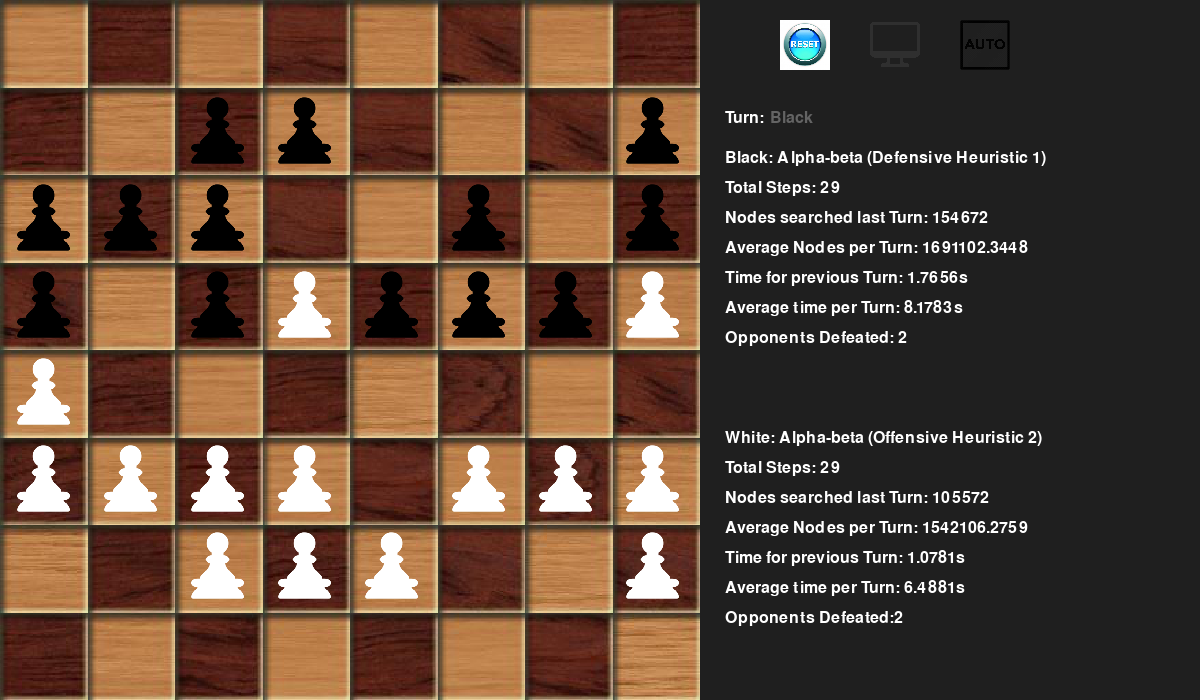 RESET
AUTO
Turn: Black
Black: Alpha-beta (Defensive Heuristic 1)
Total Steps: 29
Nodes searched last Turn: 154672
Average Nodes per Turn: 1691102.3448
Time for previous Turn: 1.7656s
Average time per Turn: 8.1783s
Opponents Defeated: 2
White: Alpha-beta (Offensive Heuristic 2)
Total Steps: 29
Nodes searched last Turn: 105572
Average Nodes per Turn: 1542106.2759
Time for previous Turn: 1.0781s
Average time per Turn: 6.4881s
Opponents Defeated:2